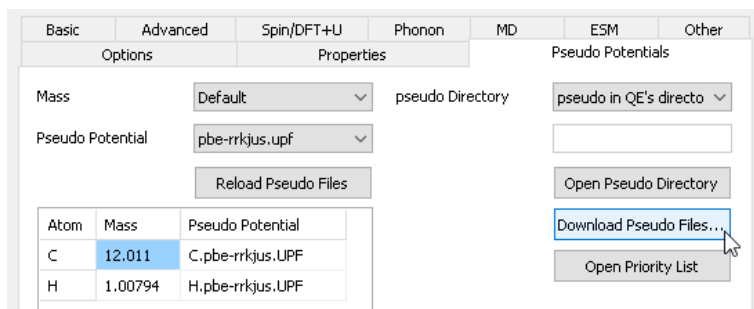 Basic Advanced Spin/DFT+U Phonon MD ESM Other
Options Properties Pseudo Potentials
Mass Default pseudo Directory pseudo in QE's directo
Pseudo Potential pbe-rrkjus.upf
Reload Pseudo Files Open Pseudo Directory
Atom Mass Pseudo Potential Download Pseudo Files...
C 12.011 C.pbe-rrkjus.UPF
Open Priority List
H 1.00794 H.pbe-rrkjus.UPF